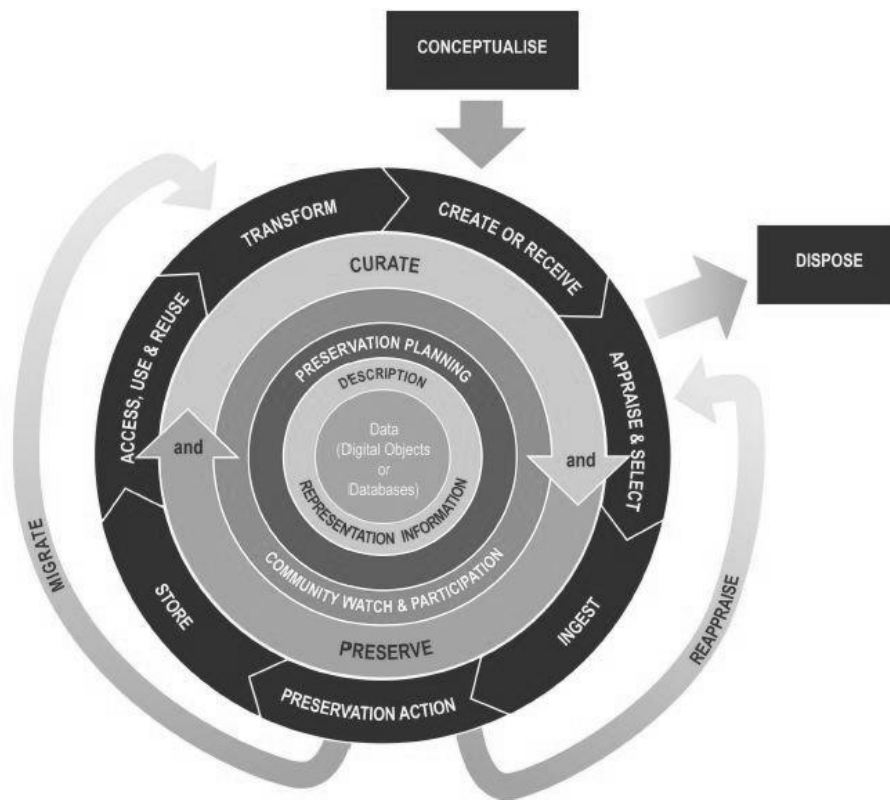 CONCEPTUALISE
DISPOSE
CREATE OR RECEIVE
APPRAISE & SELECT
INGEST
PRESERVATION ACTION
STORE
ACCESS, USE & REUSE
TRANSFORM
MIGRATE
REAPPRAISE
CURATE
and
PRESERVE
and
COMMUNITY WATCH & PARTICIPATION
PRESERVATION PLANNING
DESCRIPTION
REPRESENTATION INFORMATION
Data
(Digital Objects
or
Databases)